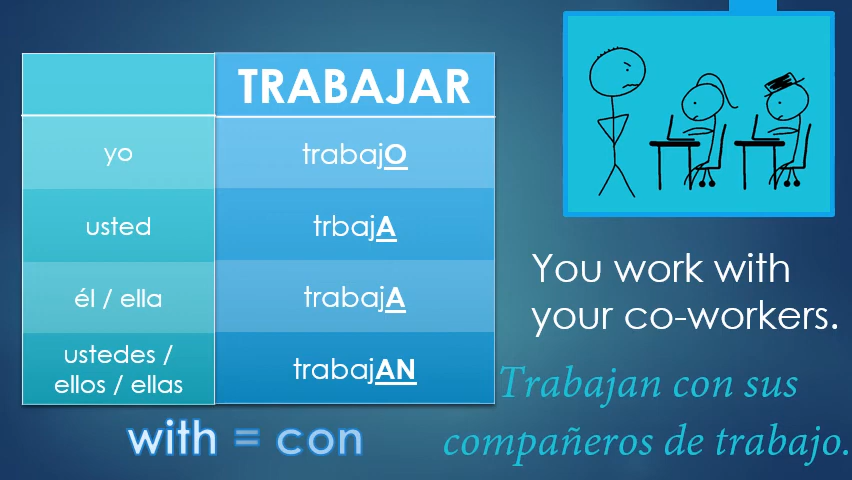 TRABAJAR
yo
trabajO
usted
trbajA
él / ella
trabajA
ustedes /
ellos / ellas
trabajAN
with = con
You work with
your co-workers.
Trabajan con sus
compañeros de trabajo.